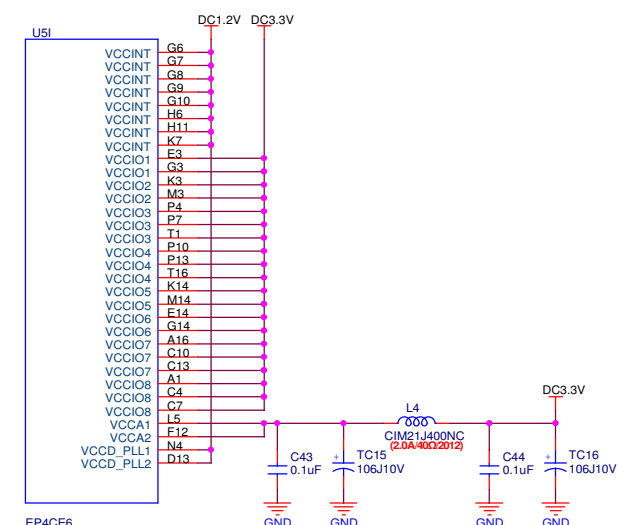 DC1.2V DC3.3V
U5I
VCCINT G6
VCCINT G7
VCCINT G8
VCCINT G9
VCCINT G10
VCCINT H6
VCCINT H11
VCCINT K7
VCCIO1 E3
VCCIO1 G3
VCCIO2 K3
VCCIO2 M3
VCCIO3 P4
VCCIO3 P7
VCCIO3 T1
VCCIO4 P10
VCCIO4 P13
VCCIO4 T16
VCCIO5 K14
VCCIO5 M14
VCCIO6 E14
VCCIO6 G14
VCCIO7 A16
VCCIO7 C10
VCCIO7 C13
VCCIO8 A1
VCCIO8 C4
VCCIO8 C7
DC3.3V
VCCA1 L5
L4
VCCA2 F12
CIM21J400NC
(2.0A/40Ω/2012)
VCCD_PLL1 N4
VCCD_PLL2 D13
C43 TC15 C44 TC16
0.1uF 106J10V 0.1uF 106J10V
+ + 
EP4CE6 GND GND GND GND